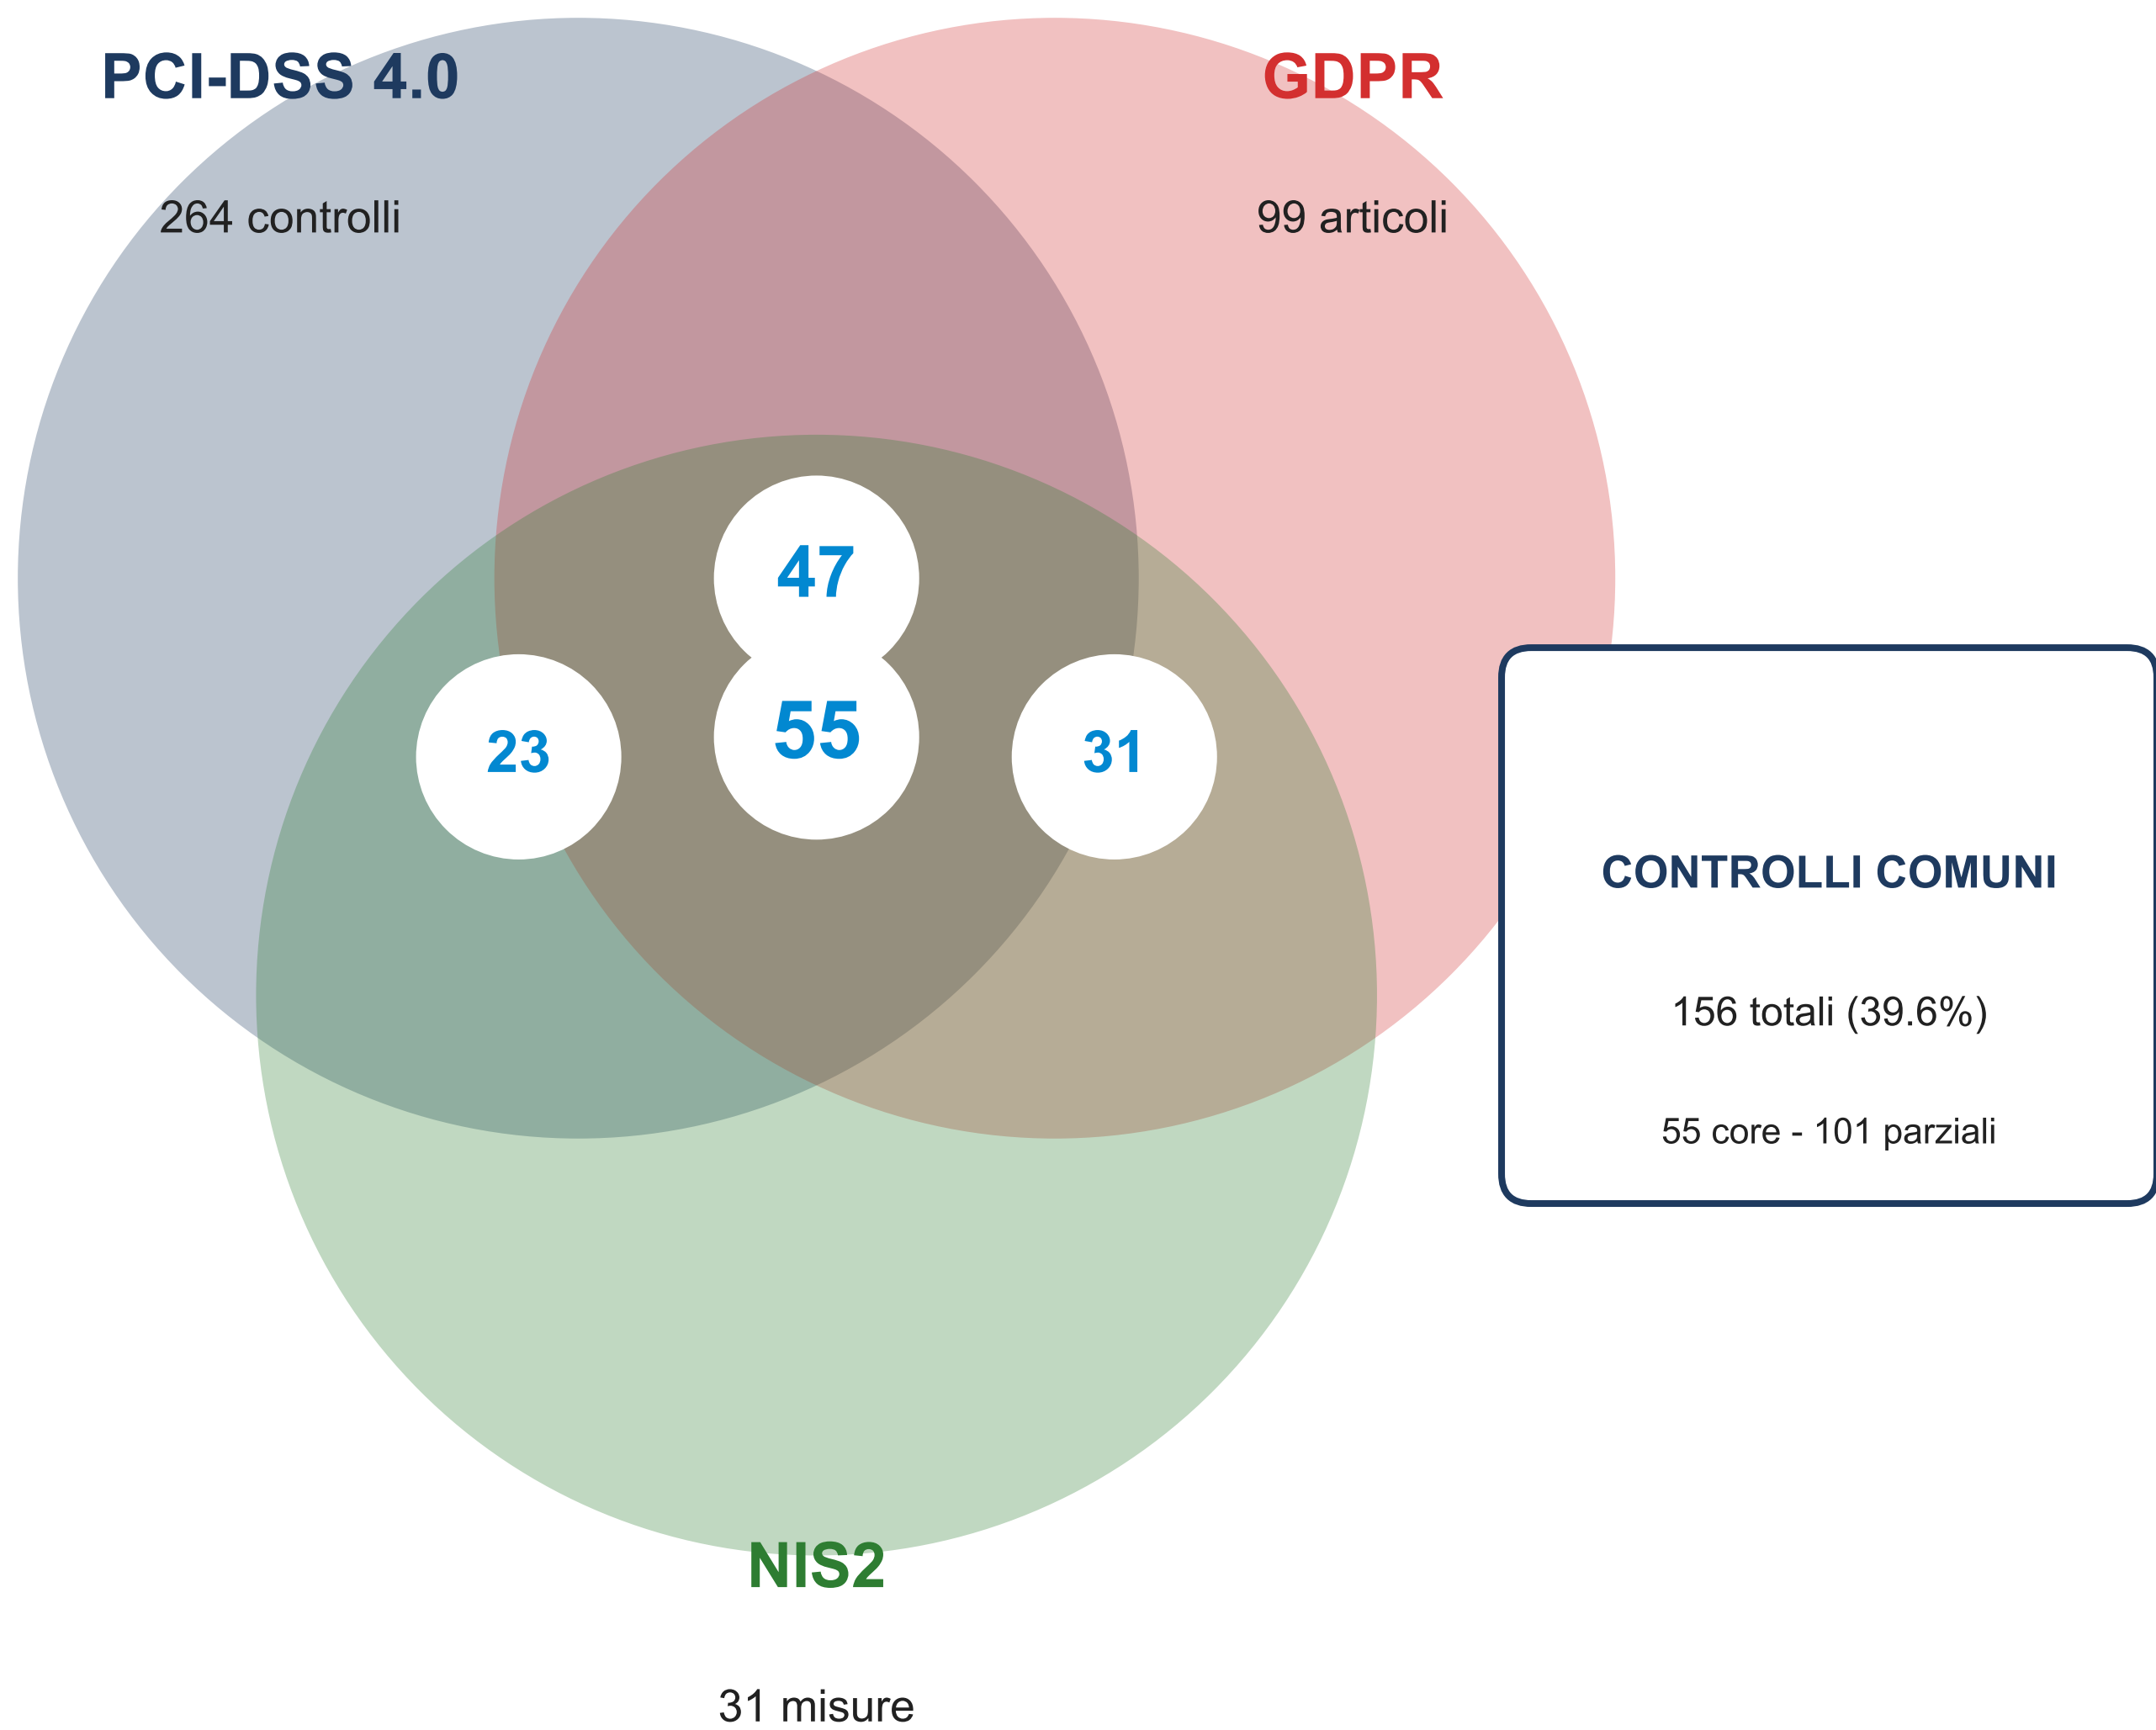 PCI-DSS 4.0
264 controlli
GDPR
99 articoli
47
23
55
31
CONTROLLI COMUNI
156 totali (39.6%)
55 core - 101 parziali
NIS2
31 misure